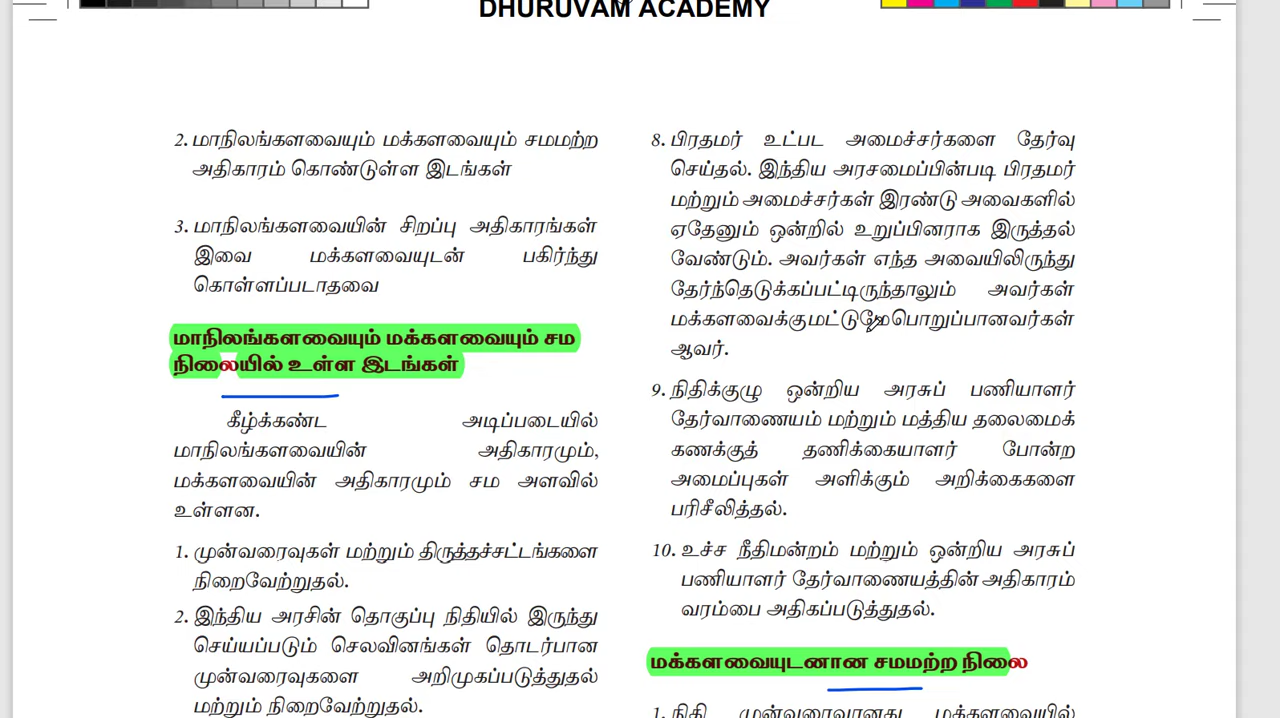 DHURUVAM ACADEMY
2. மாநிலங்களவையும் மக்களவையும் சமமற்ற
அதிகாரம் கொண்டுள்ள இடங்கள்
3. மாநிலங்களவையின் சிறப்பு அதிகாரங்கள்
இவை மக்களவையுடன் பகிர்ந்து
கொள்ளப்படாதவை
மாநிலங்களவையும் மக்களவையும் சம
நிலையில் உள்ள இடங்கள்
கீழ்க்கண்ட அடிப்படையில்
மாநிலங்களவையின் அதிகாரமும்,
மக்களவையின் அதிகாரமும் சம அளவில்
உள்ளன.
1. முன்வரைவுகள் மற்றும் திருத்தச்சட்டங்களை
நிறைவேற்றுதல்.
2. இந்திய அரசின் தொகுப்பு நிதியில் இருந்து
செய்யப்படும் செலவினங்கள் தொடர்பான
முன்வரைவுகளை அறிமுகப்படுத்துதல்
மற்றும் நிறைவேற்றுதல்.
8. பிரதமர் உட்பட அமைச்சர்களை தேர்வு
செய்தல். இந்திய அரசமைப்பின்படி பிரதமர்
மற்றும் அமைச்சர்கள் இரண்டு அவைகளில்
ஏதேனும் ஒன்றில் உறுப்பினராக இருத்தல்
வேண்டும். அவர்கள் எந்த அவையிலிருந்து
தேர்ந்தெடுக்கப்பட்டிருந்தாலும் அவர்கள்
மக்களவைக்குமட்டுமேபொறுப்பானவர்கள்
ஆவர்.
9. நிதிக்குழு ஒன்றிய அரசுப் பணியாளர்
தேர்வாணையம் மற்றும் மத்திய தலைமைக்
கணக்குத் தணிக்கையாளர் போன்ற
அமைப்புகள் அளிக்கும் அறிக்கைகளை
பரிசீலித்தல்.
10. உச்ச நீதிமன்றம் மற்றும் ஒன்றிய அரசுப்
பணியாளர் தேர்வாணையத்தின் அதிகாரம்
வரம்பை அதிகப்படுத்துதல்.
மக்களவையுடனான சமமற்ற நிலை
1. நிதி முன்வரைவானது மக்களவையில்